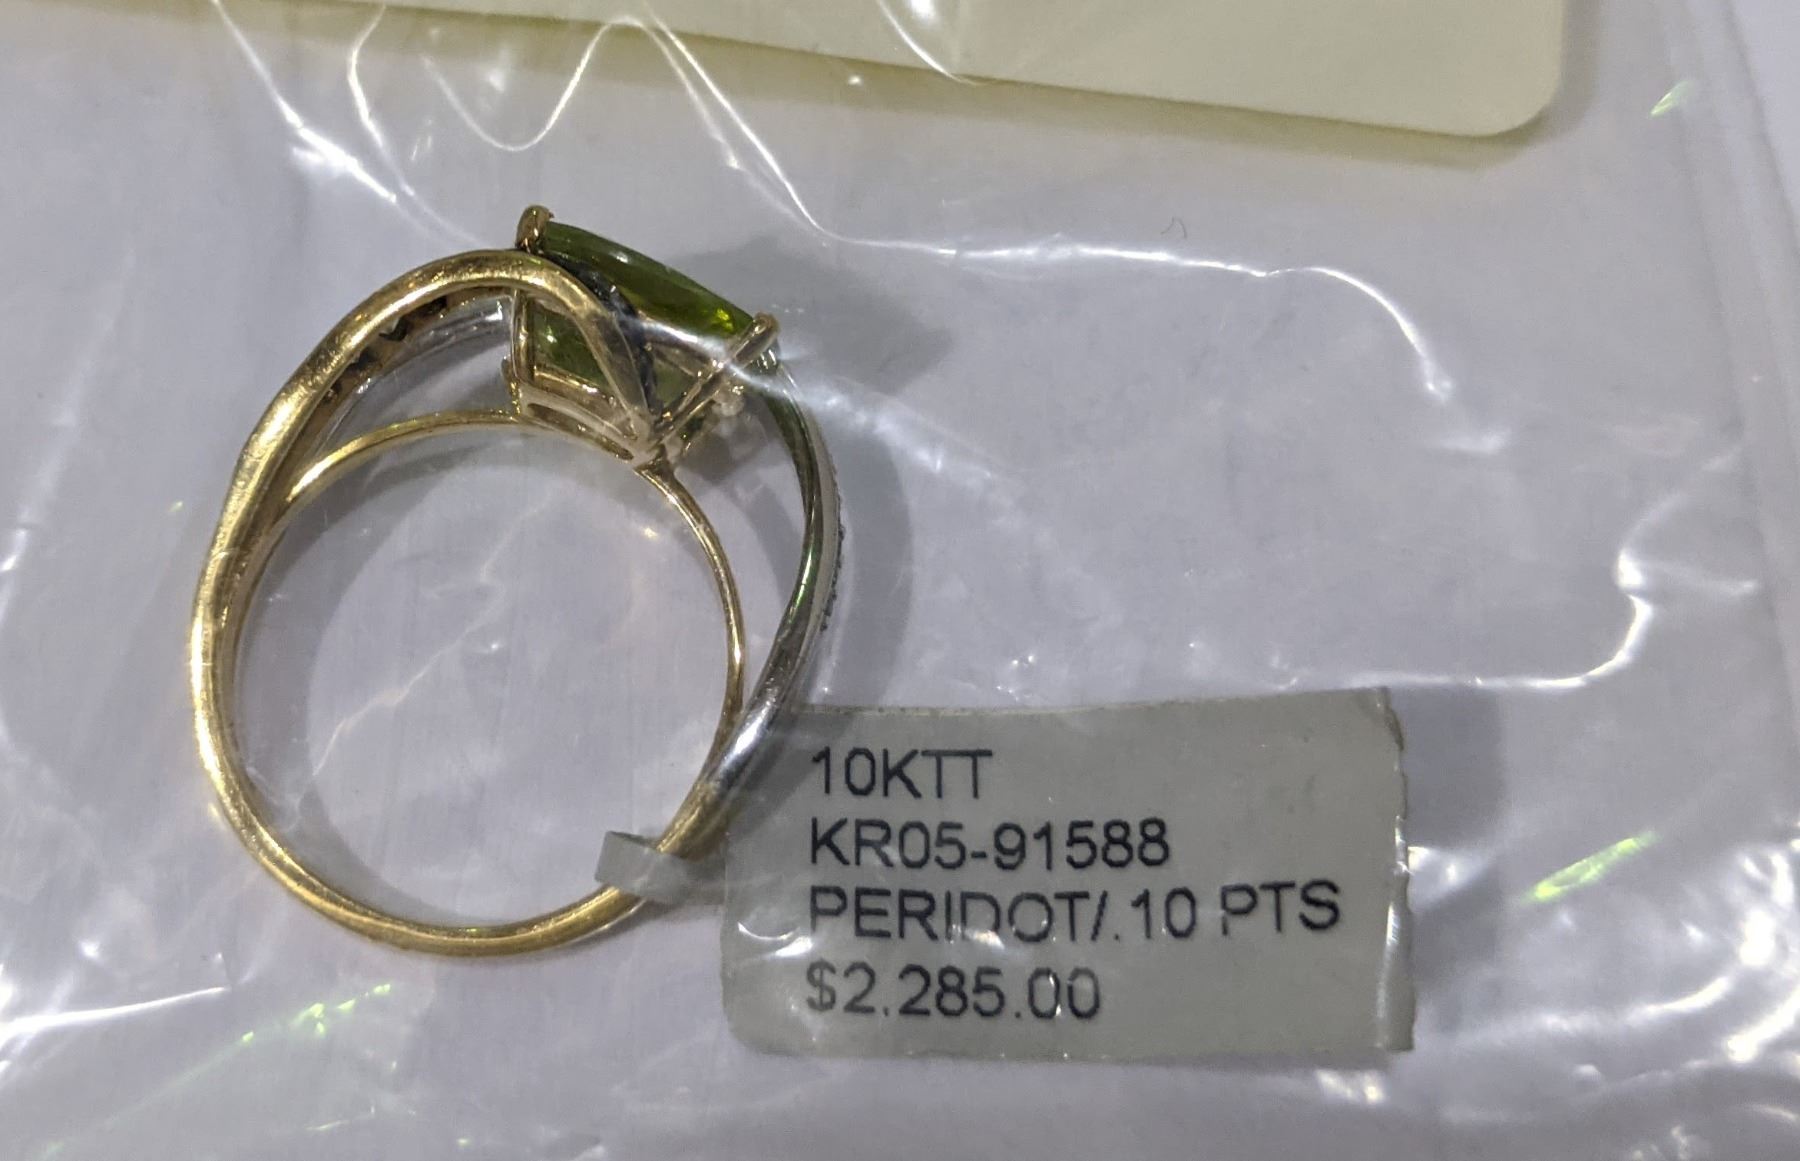 10KTT
KR05-91588
PERIDOT/.10 PTS
$2,285.00